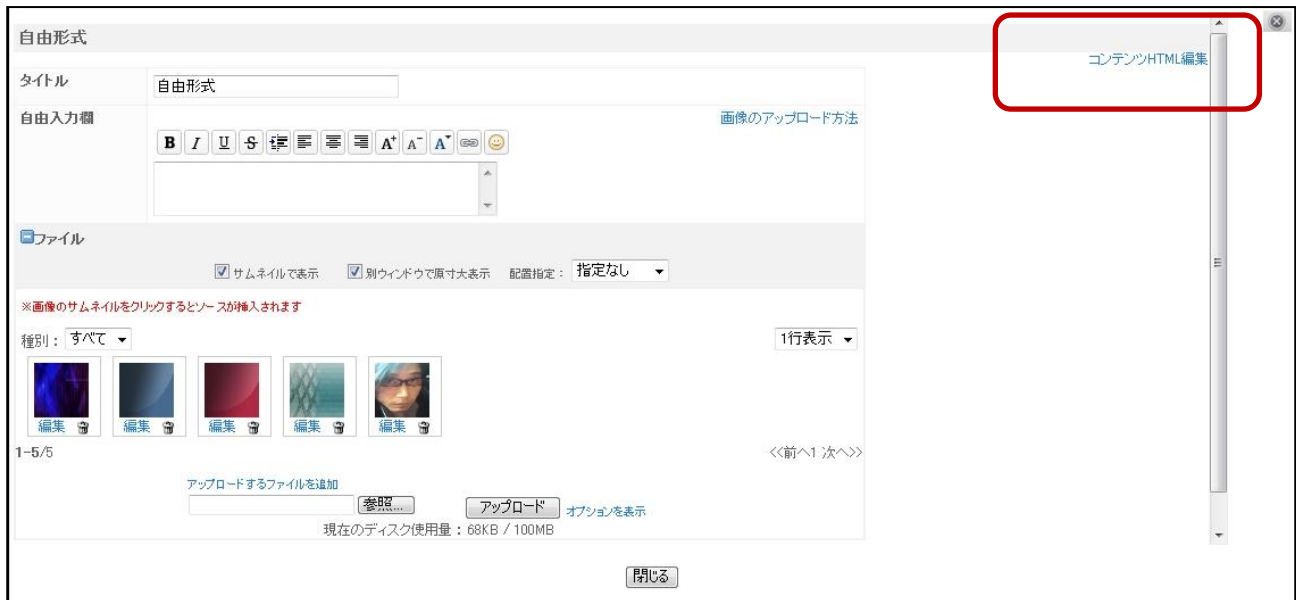 自由形式
コンテンツHTML編集
タイトル
自由形式
自由入力欄
画像のアップロード方法
B I U S A+ A- A
ファイル
サムネイルで表示 別ウィンドウで原寸大表示 配置指定： 指定なし
※画像のサムネイルをクリックするとソースが挿入されます
種別： すべて 1行表示
編集 編集 編集 編集 編集
1-5/5 <<前へ1 次へ>>
アップロードするファイルを追加
参照... アップロード オプションを表示
現在のディスク使用量： 68KB / 100MB
閉じる